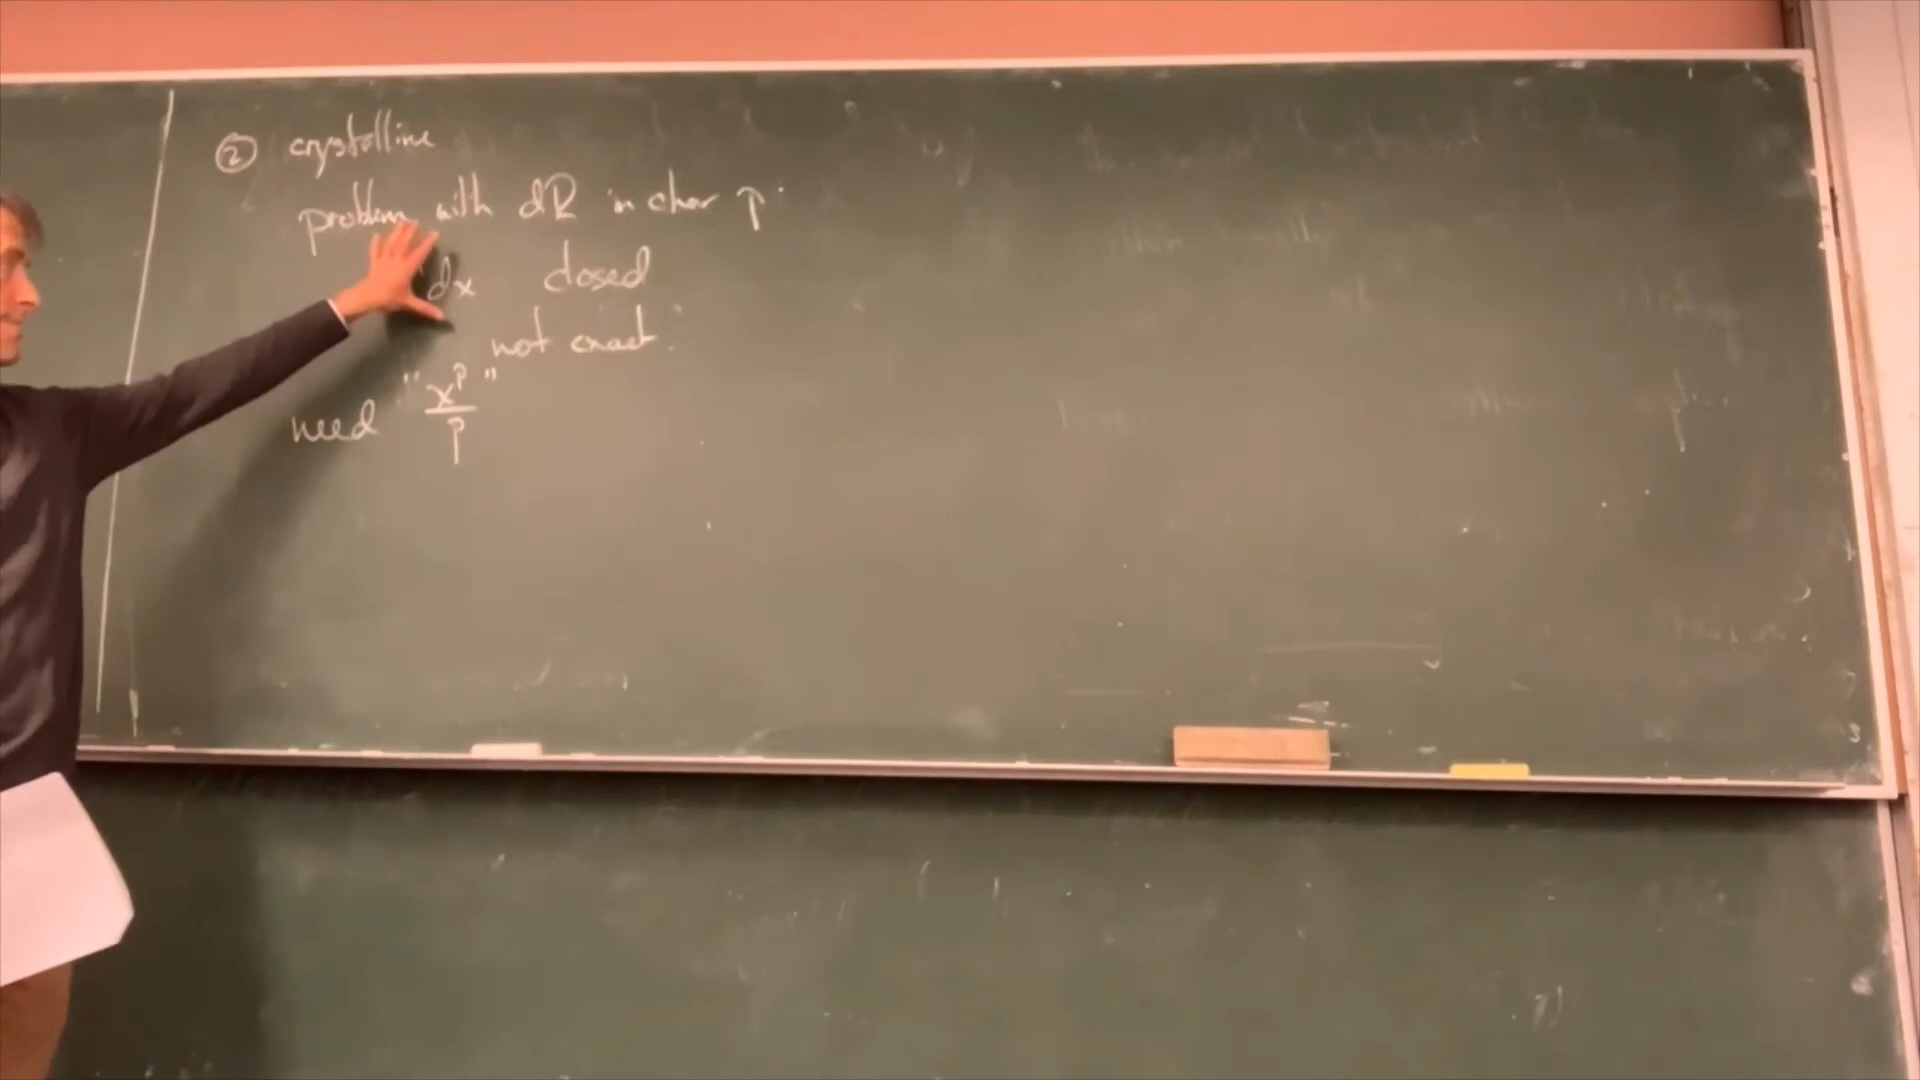 ② crystalline
problem with dR in char p.
dx closed
not exact.
need "x^p/p"